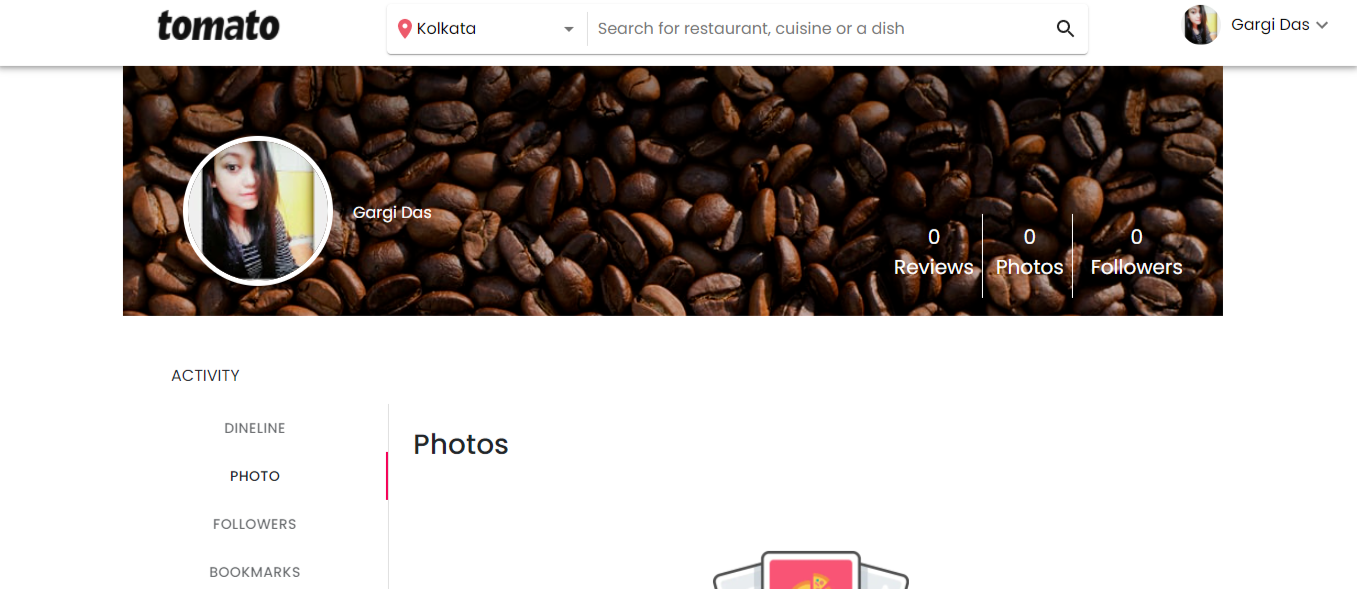 tomato
Kolkata
Search for restaurant, cuisine or a dish
Gargi Das
Gargi Das
0
Reviews
0
Photos
0
Followers
ACTIVITY
DINELINE
PHOTO
FOLLOWERS
BOOKMARKS
Photos